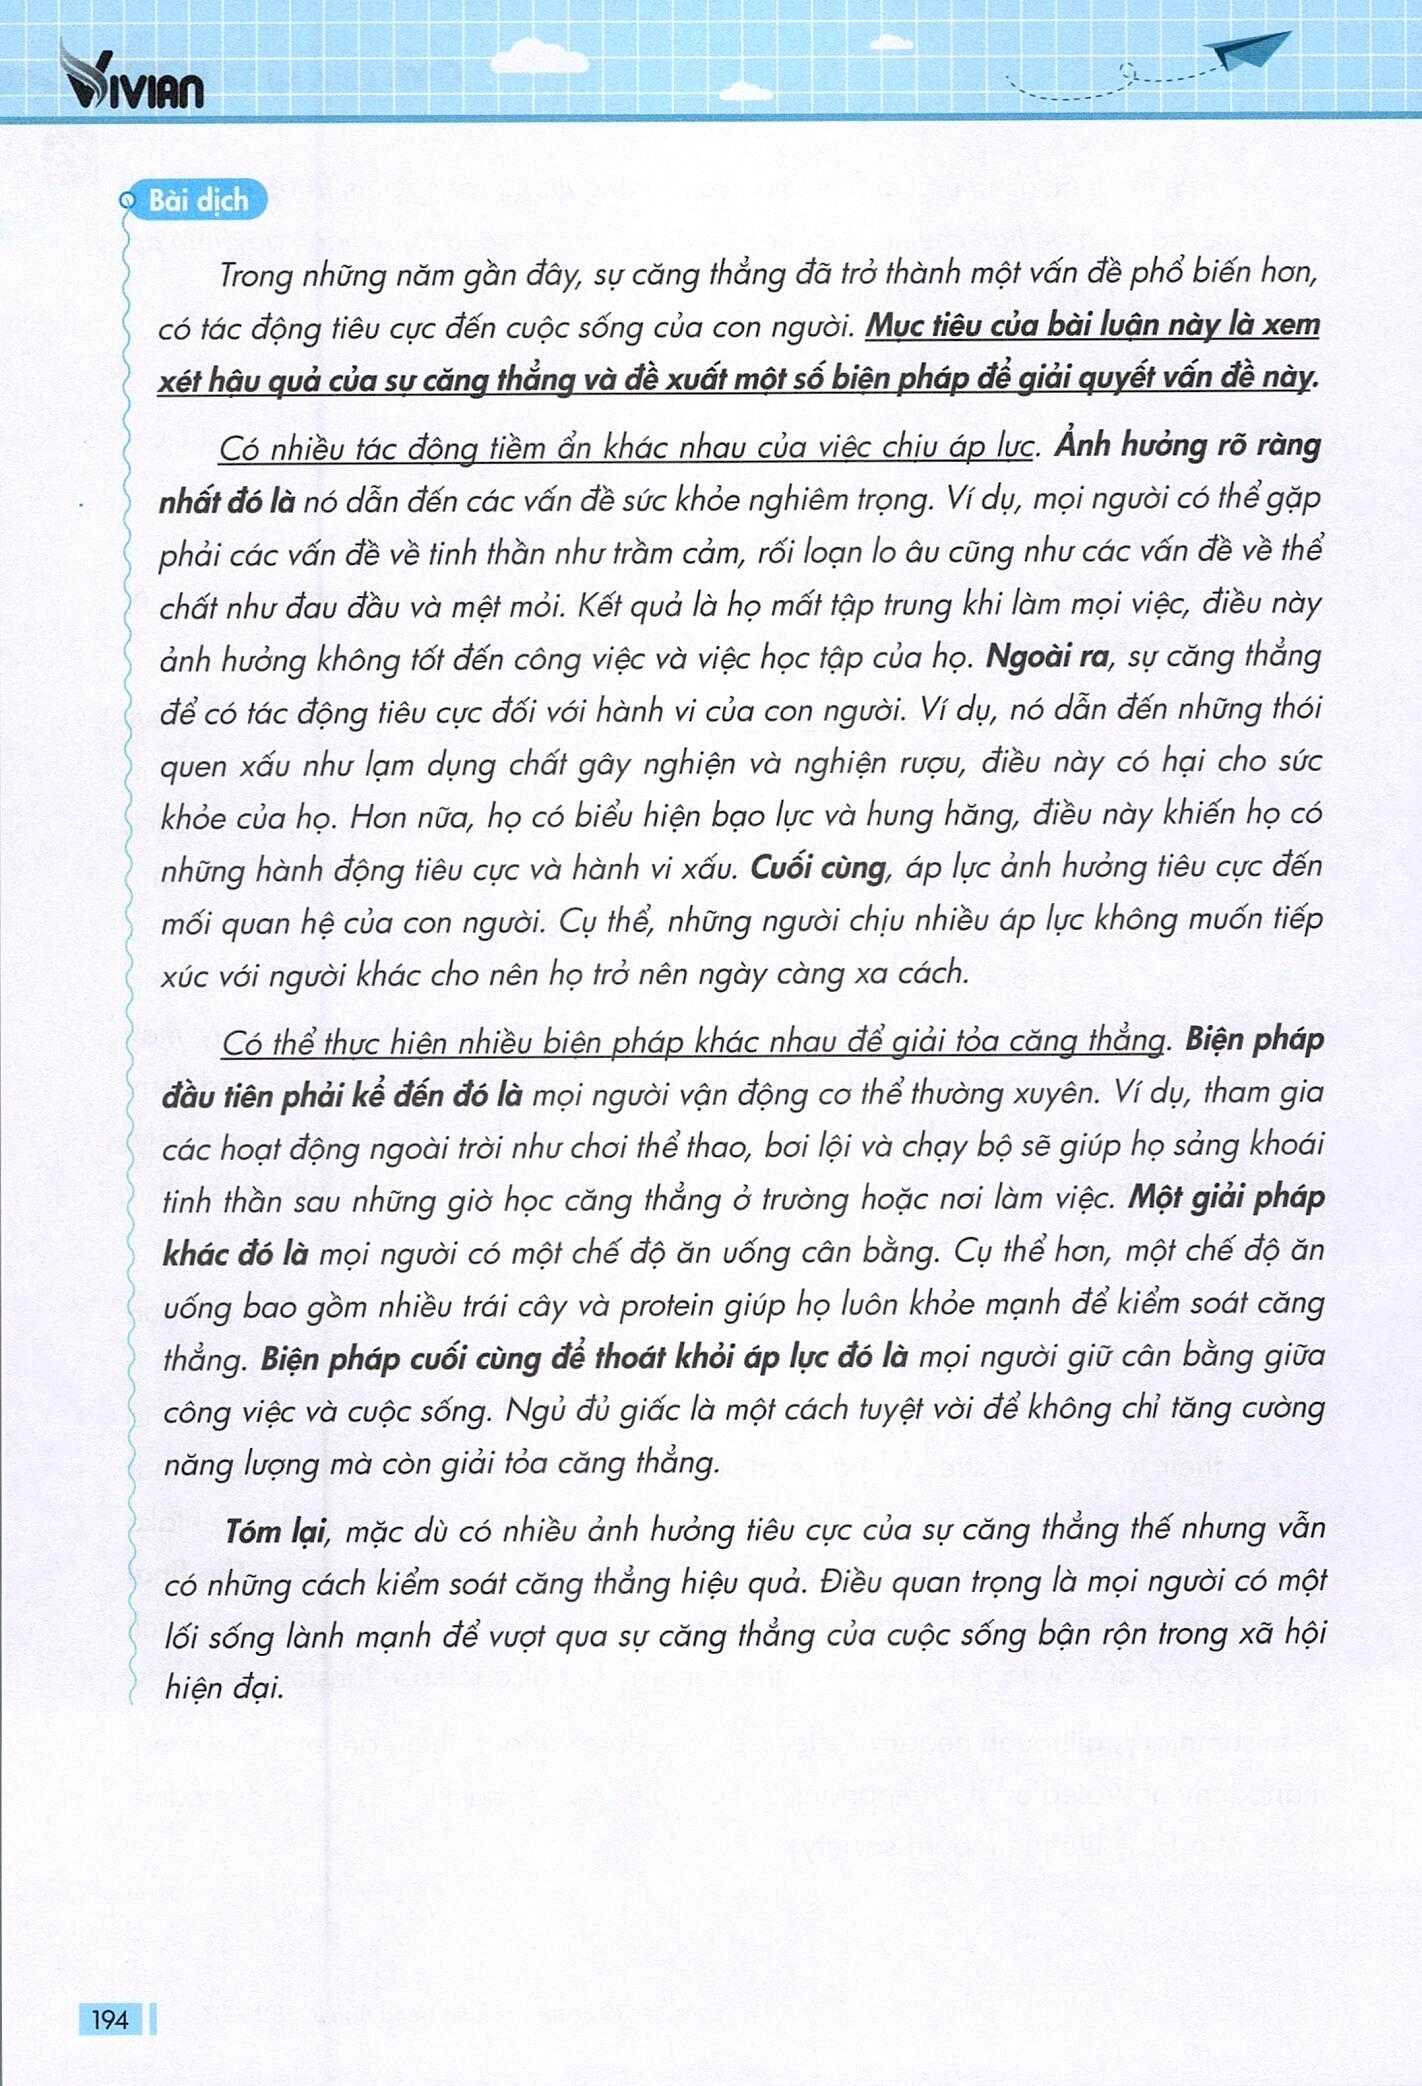 VIVIAN
Bài dịch
Trong những năm gần đây, sự căng thẳng đã trở thành một vấn đề phổ biến hơn,
có tác động tiêu cực đến cuộc sống của con người. Mục tiêu của bài luận này là xem
xét hậu quả của sự căng thẳng và đề xuất một số biện pháp để giải quyết vấn đề này.
Có nhiều tác động tiềm ẩn khác nhau của việc chịu áp lực. Ảnh hưởng rõ ràng
nhất đó là nó dẫn đến các vấn đề sức khỏe nghiêm trọng. Ví dụ, mọi người có thể gặp
phải các vấn đề về tinh thần như trầm cảm, rối loạn lo âu cũng như các vấn đề về thể
chất như đau đầu và mệt mỏi. Kết quả là họ mất tập trung khi làm mọi việc, điều này
ảnh hưởng không tốt đến công việc và việc học tập của họ. Ngoài ra, sự căng thẳng
để có tác động tiêu cực đối với hành vi của con người. Ví dụ, nó dẫn đến những thói
quen xấu như lạm dụng chất gây nghiện và nghiện rượu, điều này có hại cho sức
khỏe của họ. Hơn nữa, họ có biểu hiện bạo lực và hung hăng, điều này khiến họ có
những hành động tiêu cực và hành vi xấu. Cuối cùng, áp lực ảnh hưởng tiêu cực đến
mối quan hệ của con người. Cụ thể, những người chịu nhiều áp lực không muốn tiếp
xúc với người khác cho nên họ trở nên ngày càng xa cách.
Có thể thực hiện nhiều biện pháp khác nhau để giải tỏa căng thẳng. Biện pháp
đầu tiên phải kể đến đó là mọi người vận động cơ thể thường xuyên. Ví dụ, tham gia
các hoạt động ngoài trời như chơi thể thao, bơi lội và chạy bộ sẽ giúp họ sảng khoái
tinh thần sau những giờ học căng thẳng ở trường hoặc nơi làm việc. Một giải pháp
khác đó là mọi người có một chế độ ăn uống cân bằng. Cụ thể hơn, một chế độ ăn
uống bao gồm nhiều trái cây và protein giúp họ luôn khỏe mạnh để kiểm soát căng
thẳng. Biện pháp cuối cùng để thoát khỏi áp lực đó là mọi người giữ cân bằng giữa
công việc và cuộc sống. Ngủ đủ giấc là một cách tuyệt vời để không chỉ tăng cường
năng lượng mà còn giải tỏa căng thẳng.
Tóm lại, mặc dù có nhiều ảnh hưởng tiêu cực của sự căng thẳng thế nhưng vẫn
có những cách kiểm soát căng thẳng hiệu quả. Điều quan trọng là mọi người có một
lối sống lành mạnh để vượt qua sự căng thẳng của cuộc sống bận rộn trong xã hội
hiện đại.
194